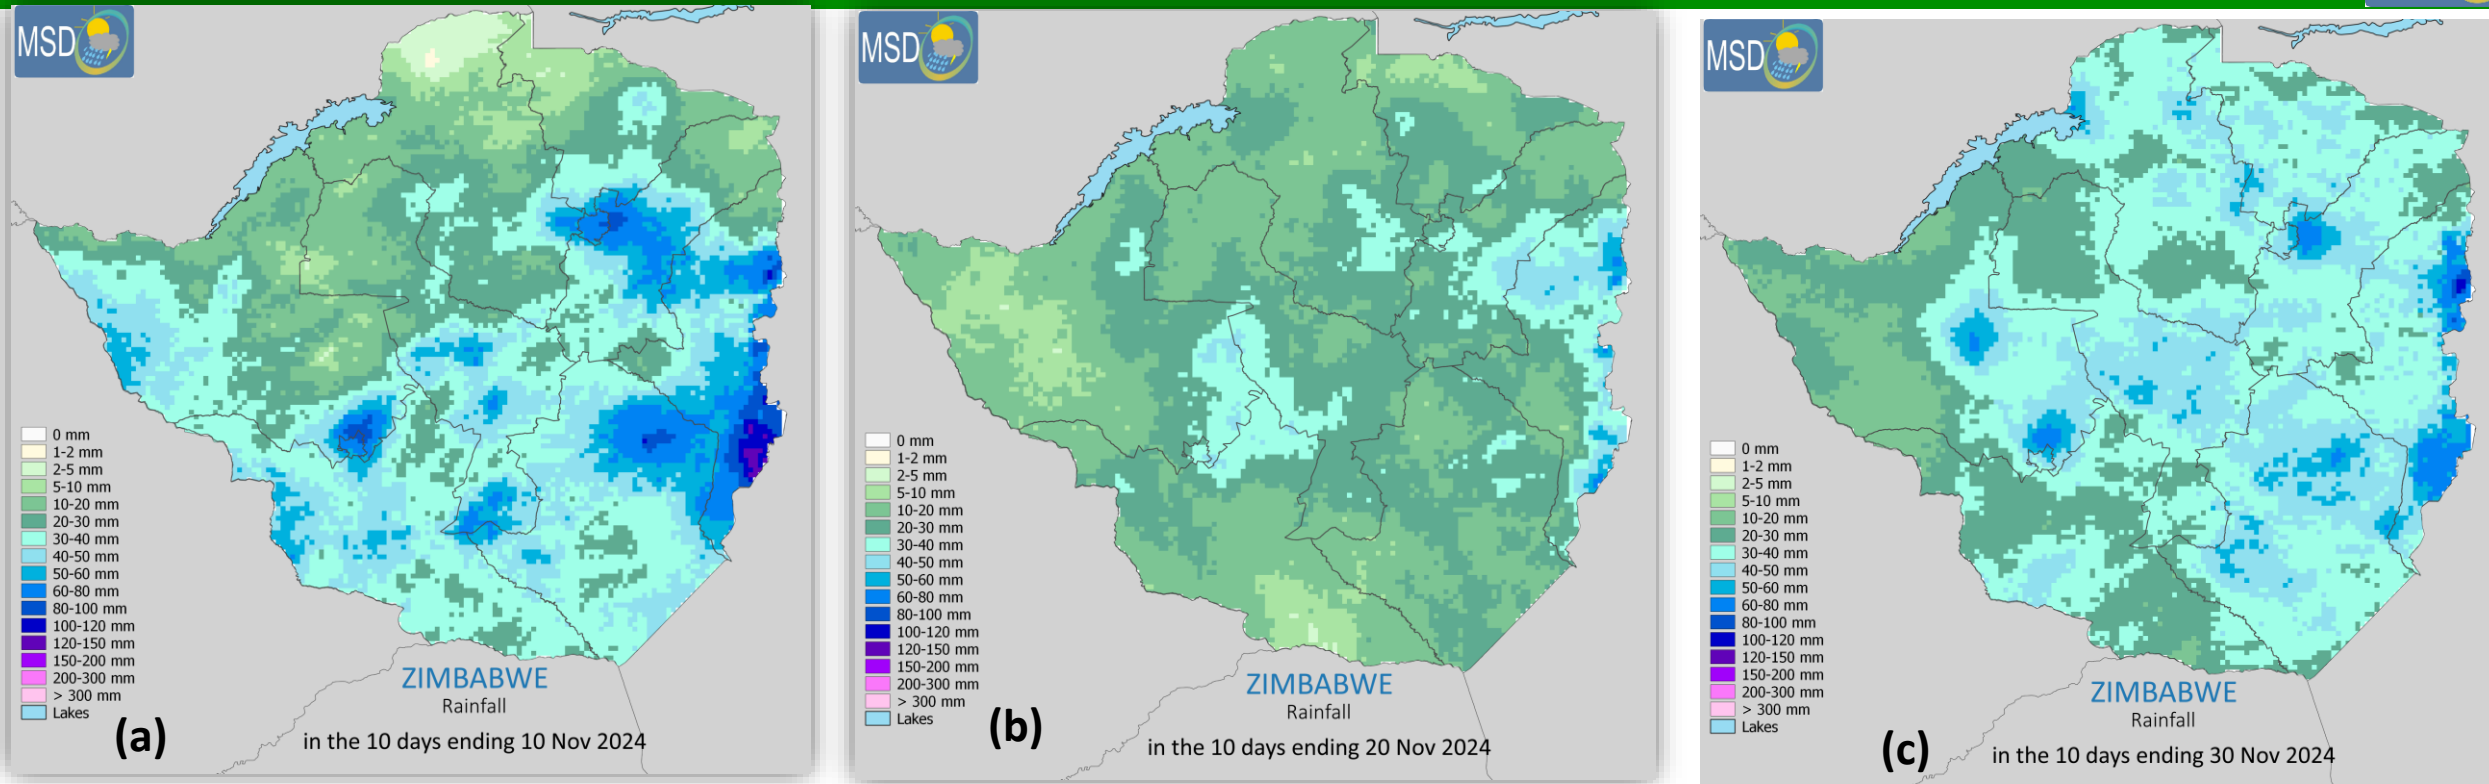 MSD
0 mm
1-2 mm
2-5 mm
5-10 mm
10-20 mm
20-30 mm
30-40 mm
40-50 mm
50-60 mm
60-80 mm
80-100 mm
100-120 mm
120-150 mm
150-200 mm
200-300 mm
> 300 mm
Lakes
(a)
ZIMBABWE
Rainfall
in the 10 days ending 10 Nov 2024
MSD
0 mm
1-2 mm
2-5 mm
5-10 mm
10-20 mm
20-30 mm
30-40 mm
40-50 mm
50-60 mm
60-80 mm
80-100 mm
100-120 mm
120-150 mm
150-200 mm
200-300 mm
> 300 mm
Lakes
(b)
ZIMBABWE
Rainfall
in the 10 days ending 20 Nov 2024
MSD
0 mm
1-2 mm
2-5 mm
5-10 mm
10-20 mm
20-30 mm
30-40 mm
40-50 mm
50-60 mm
60-80 mm
80-100 mm
100-120 mm
120-150 mm
150-200 mm
200-300 mm
> 300 mm
Lakes
(c)
ZIMBABWE
Rainfall
in the 10 days ending 30 Nov 2024